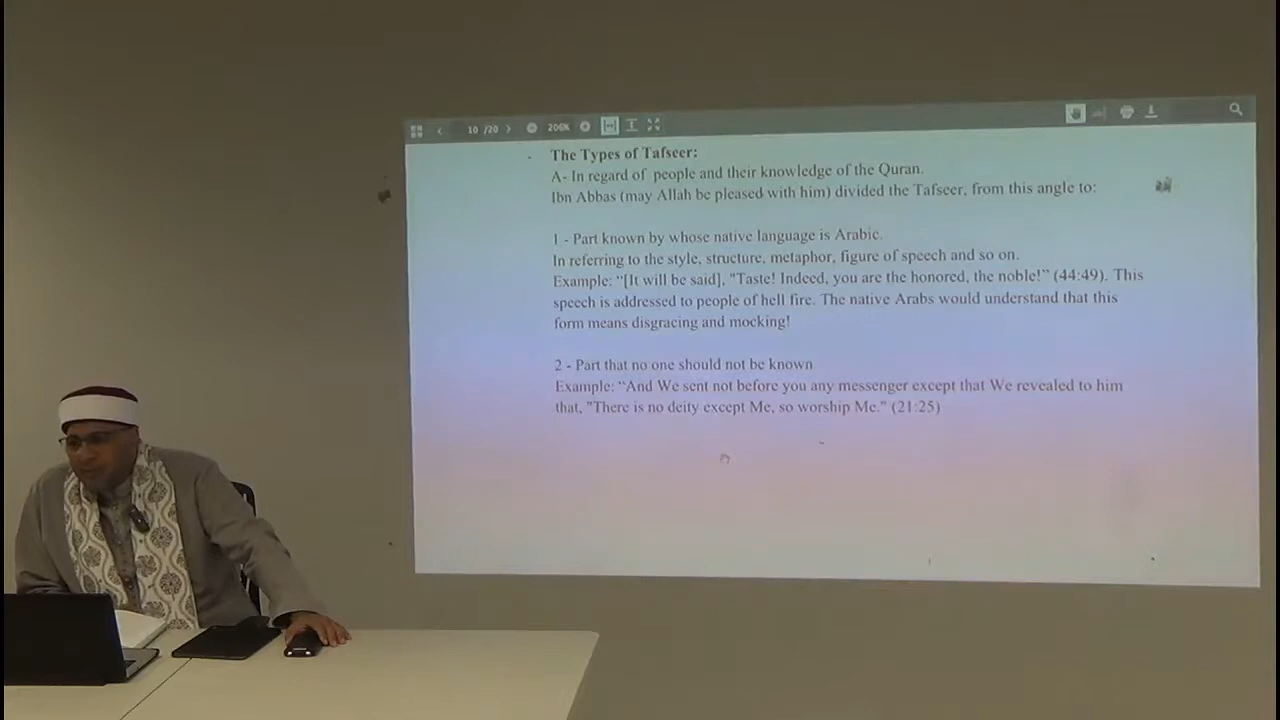 10 /20
200%
The Types of Tafseer:
A- In regard of people and their knowledge of the Quran.
Ibn Abbas (may Allah be pleased with him) divided the Tafseer, from this angle to:
1 - Part known by whose native language is Arabic.
In referring to the style, structure, metaphor, figure of speech and so on.
Example: “[It will be said], "Taste! Indeed, you are the honored, the noble!” (44:49). This
speech is addressed to people of hell fire. The native Arabs would understand that this
form means disgracing and mocking!
2 - Part that no one should not be known
Example: “And We sent not before you any messenger except that We revealed to him
that, "There is no deity except Me, so worship Me." (21:25)